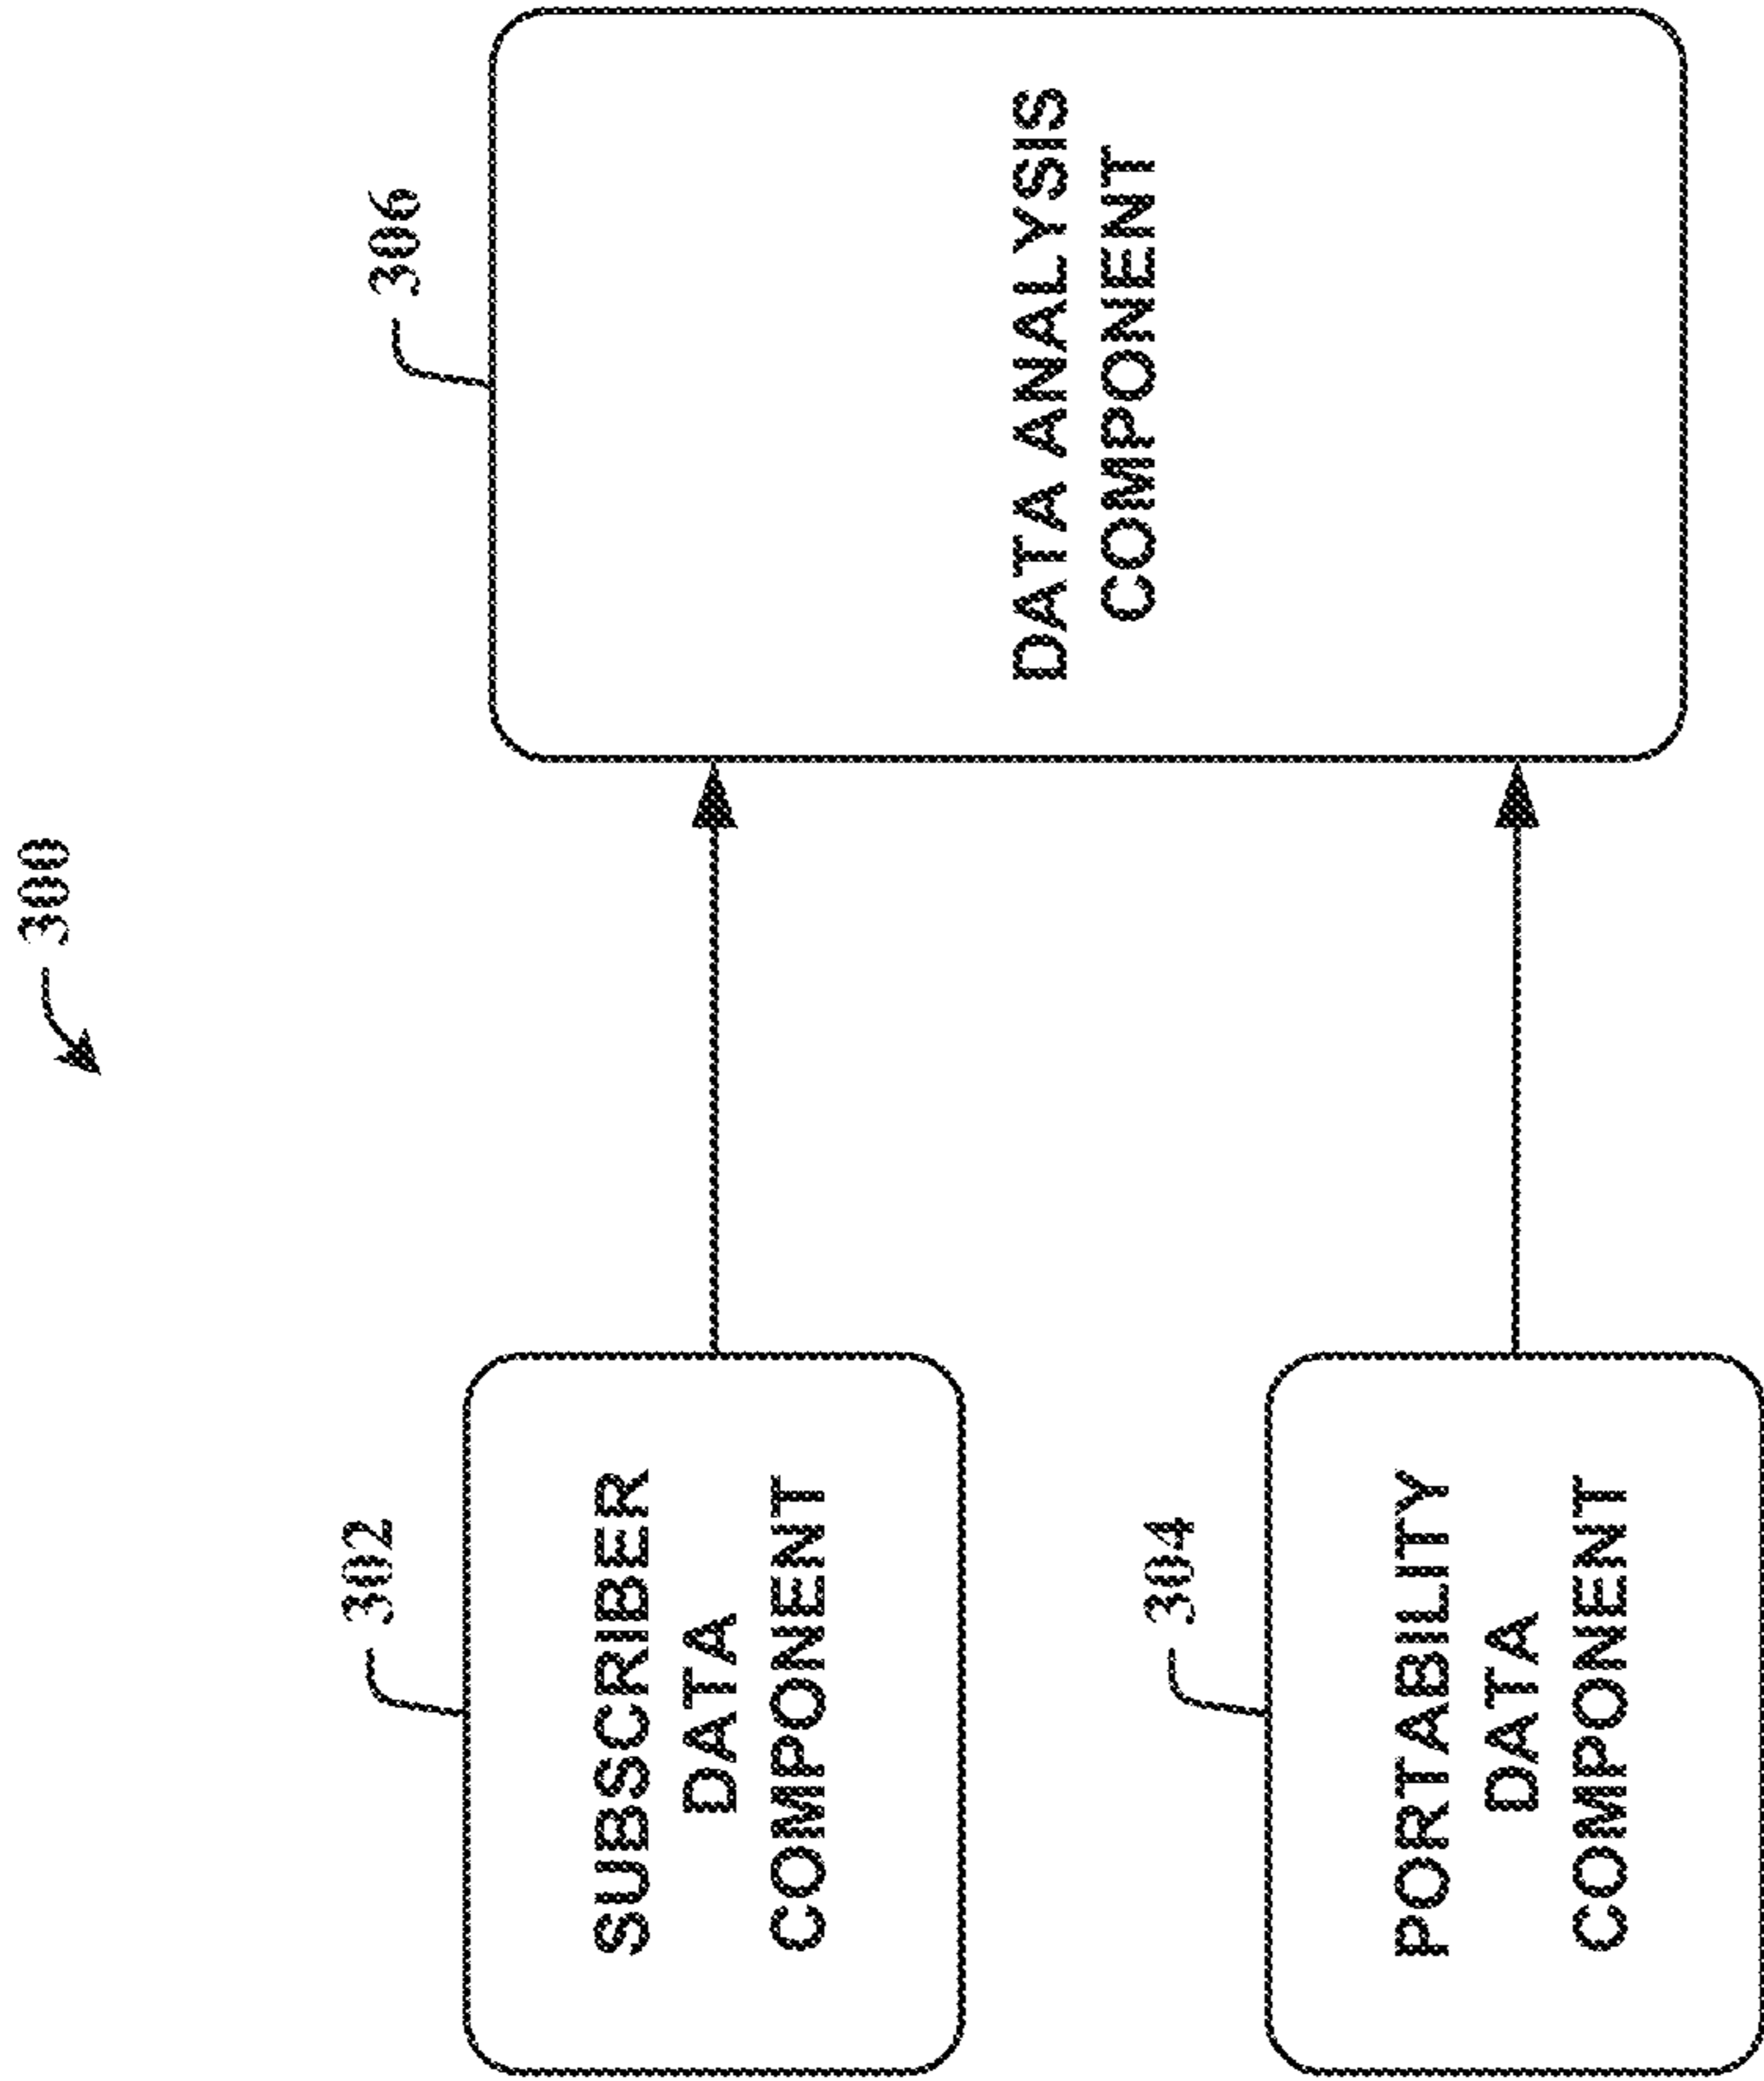 300
302
SUBSCRIBER
DATA
COMPONENT
304
PORTABILITY
DATA
COMPONENT
306
DATA ANALYSIS
COMPONENT